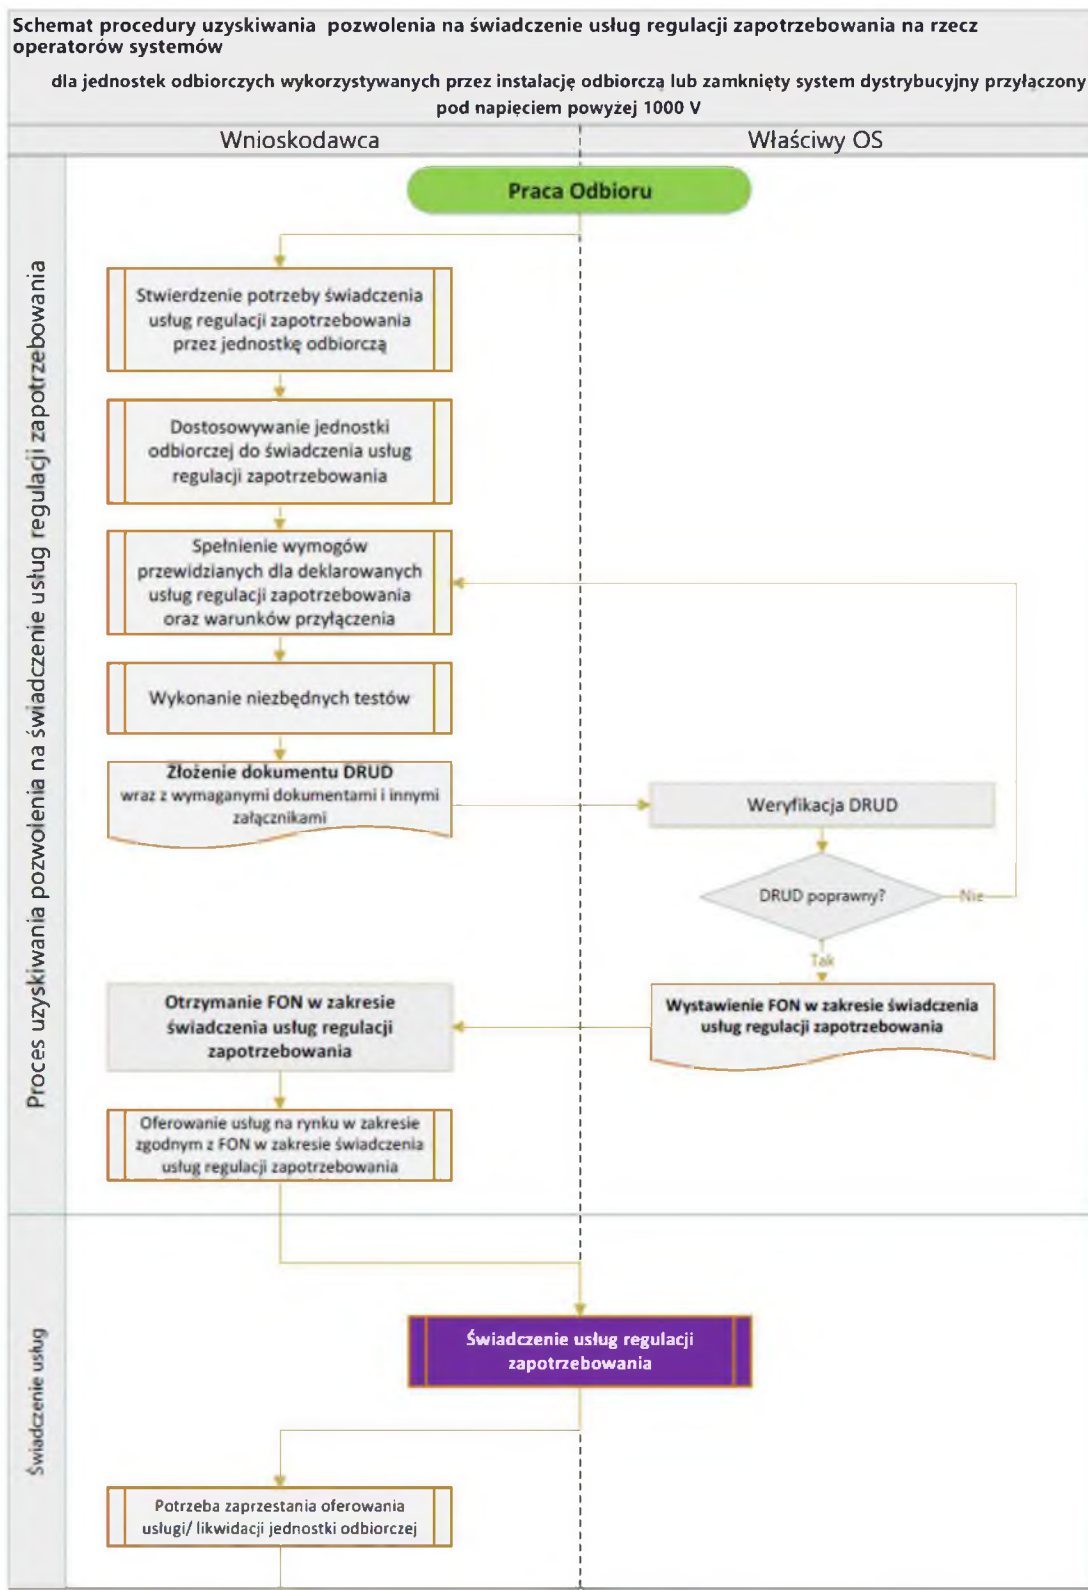 Schemat procedury uzyskiwania pozwolenia na świadczenie usług regulacji zapotrzebowania na rzecz
operatorów systemów
dla jednostek odbiorczych wykorzystywanych przez instalację odbiorczą lub zamknięty system dystrybucyjny przyłączony
pod napięciem powyżej 1000 V
Wnioskodawca
Właściwy OS
Proces uzyskiwania pozwolenia na świadczenie usług regulacji zapotrzebowania
Praca Odbioru
Stwierdzenie potrzeby świadczenia
usług regulacji zapotrzebowania
przez jednostkę odbiorczą
Dostosowywanie jednostki
odbiorczej do świadczenia usług
regulacji zapotrzebowania
Spełnienie wymogów
przewidzianych dla deklarowanych
usług regulacji zapotrzebowania
oraz warunków przyłączenia
Wykonanie niezbędnych testów
Złożenie dokumentu DRUD
wraz z wymaganymi dokumentami i innymi
załącznikami
Weryfikacja DRUD
DRUD poprawny?
Nie
Tak
Wystawienie FON w zakresie świadczenia
usług regulacji zapotrzebowania
Otrzymanie FON w zakresie
świadczenia usług regulacji
zapotrzebowania
Oferowanie usług na rynku w zakresie
zgodnym z FON w zakresie świadczenia
usług regulacji zapotrzebowania
Świadczenie usług
Świadczenie usług regulacji
zapotrzebowania
Potrzeba zaprzestania oferowania
usługi/ likwidacji jednostki odbiorczej